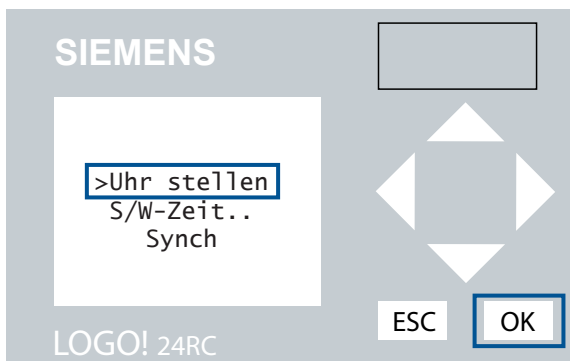 SIEMENS
>Uhr stellen
S/W-Zeit..
Synch
ESC OK
LOGO! 24RC